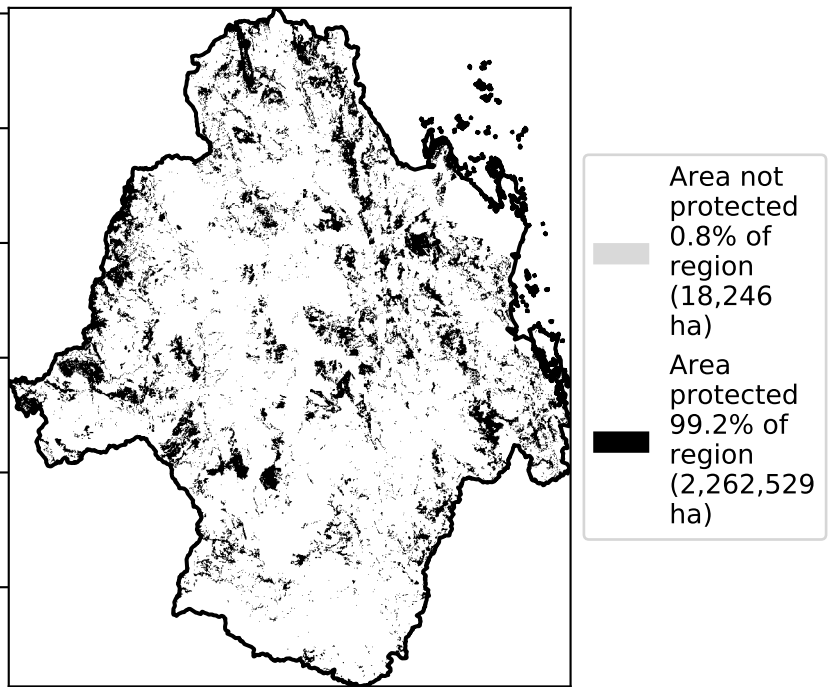 Area not
protected
0.8% of
region
(18,246
ha)
Area
protected
99.2% of
region
(2,262,529
ha)